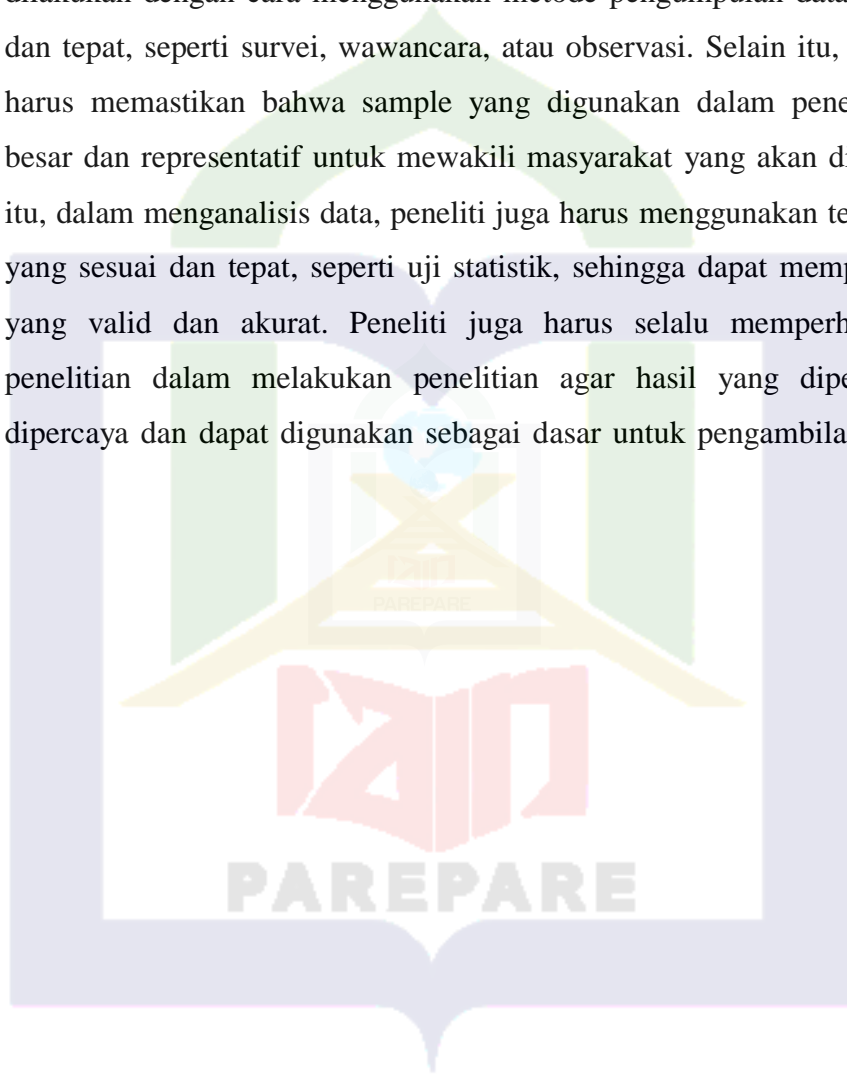 dilakukan dengan cara menggunakan metode pengumpulan data
dan tepat, seperti survei, wawancara, atau observasi. Selain itu,
harus memastikan bahwa sample yang digunakan dalam pene
besar dan representatif untuk mewakili masyarakat yang akan di
itu, dalam menganalisis data, peneliti juga harus menggunakan te
yang sesuai dan tepat, seperti uji statistik, sehingga dapat memp
yang valid dan akurat. Peneliti juga harus selalu memperh
penelitian dalam melakukan penelitian agar hasil yang dipe
dipercaya dan dapat digunakan sebagai dasar untuk pengambila
IAIN
PAREPARE
IAIN
PAREPARE